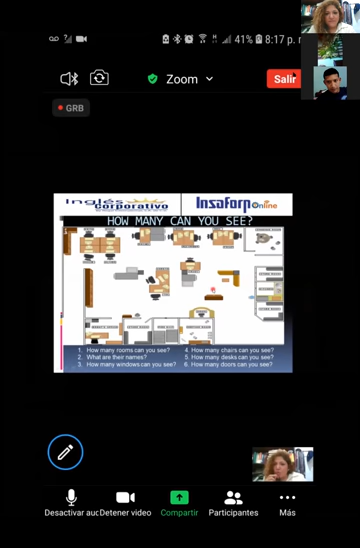 41% 8:17 p. r
Zoom
Salir
GRB
Inglés Corporativo
Insaforp Online
HOW MANY CAN YOU SEE?
1. How many rooms can you see?
2. What are their names?
3. How many windows can you see?
4. How many chairs can you see?
5. How many desks can you see?
6. How many doors can you see?
Desactivar auc Detener video Compartir Participantes Más